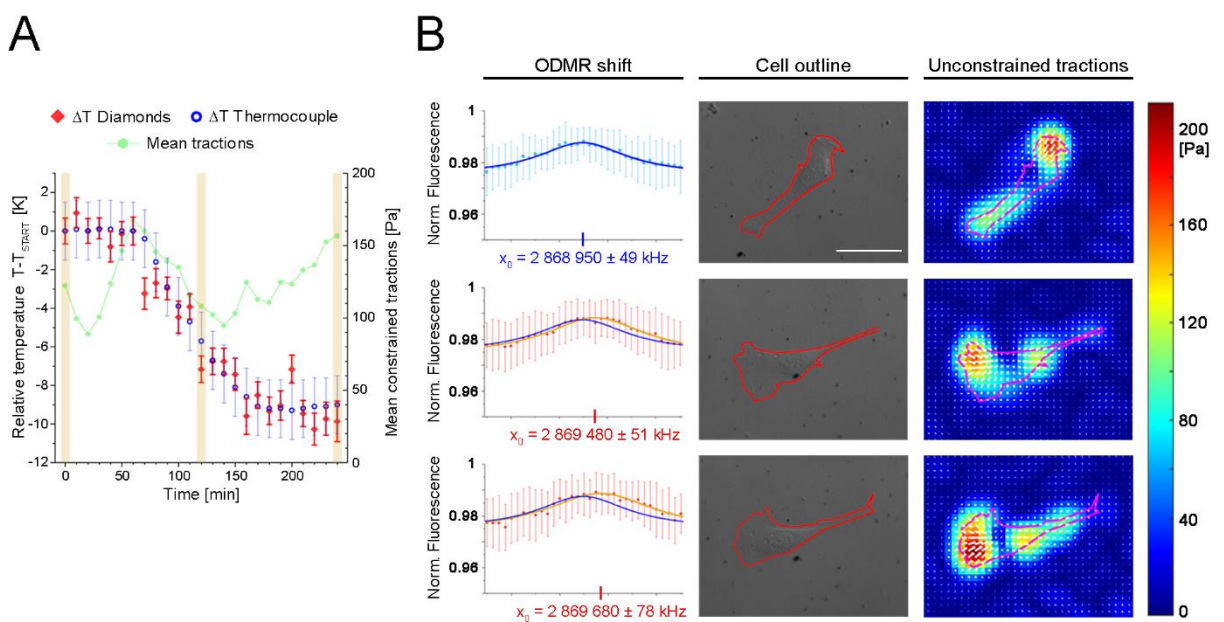 A
ΔT Diamonds
ΔT Thermocouple
Mean tractions
Relative temperature T-T_START [K]
2
0
-2
-4
-6
-8
-10
-12
0
50
100
150
200
Time [min]
200
150
100
50
0
Mean constrained tractions [Pa]
B
ODMR shift
Cell outline
Unconstrained tractions
Norm. Fluorescence
1
0.98
0.96
x₀ = 2 868 950 ± 49 kHz
Norm. Fluorescence
1
0.98
0.96
x₀ = 2 869 480 ± 51 kHz
Norm. Fluorescence
1
0.98
0.96
x₀ = 2 869 680 ± 78 kHz
200
[Pa]
160
120
80
40
0